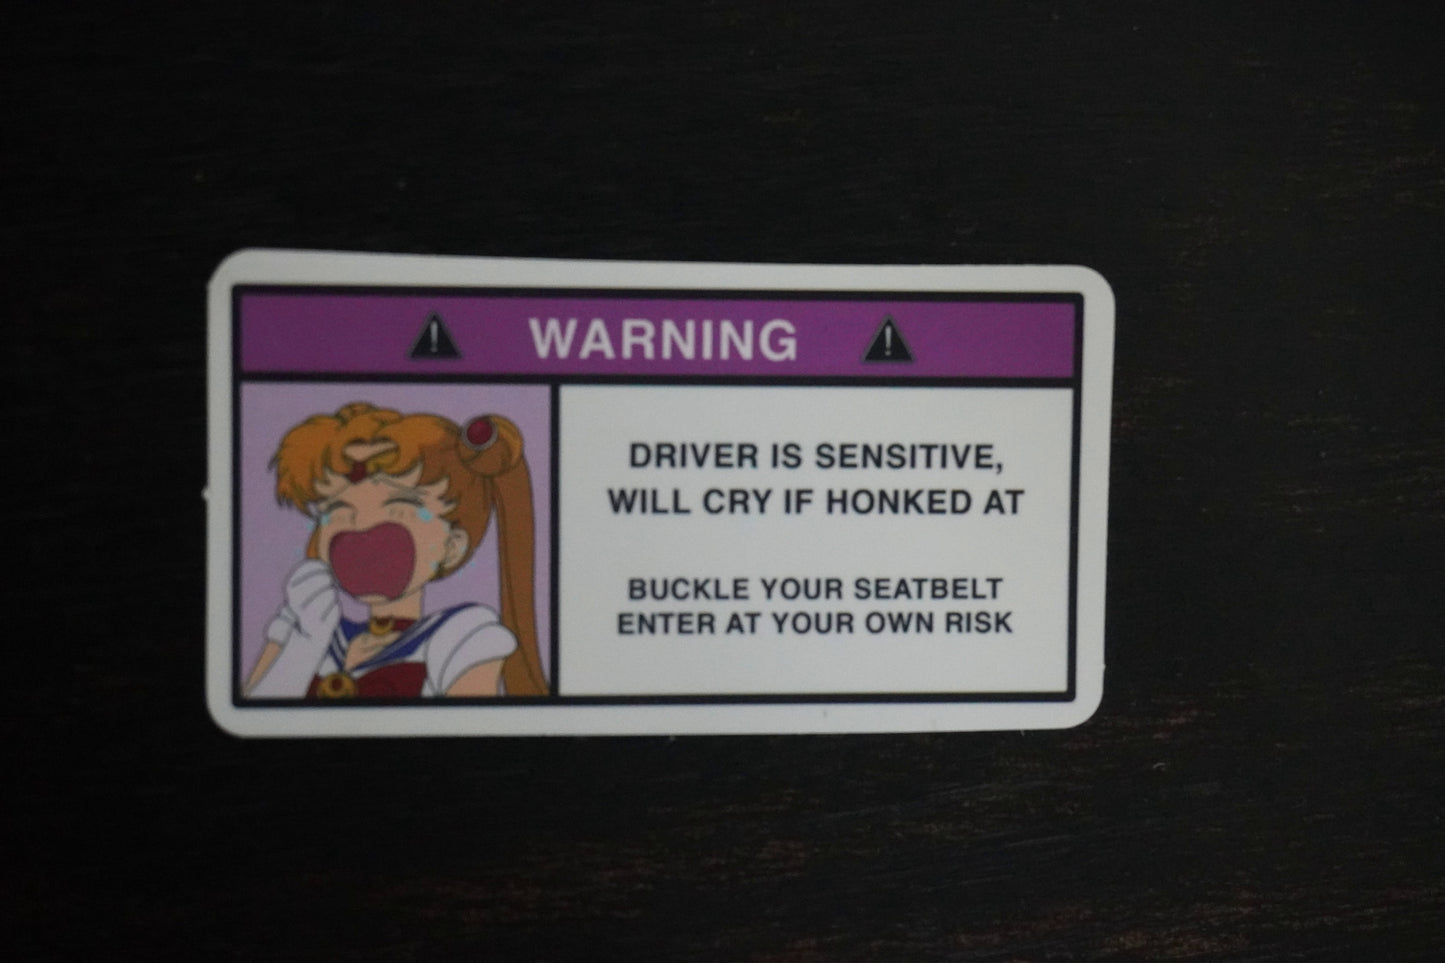 WARNING
DRIVER IS SENSITIVE,
WILL CRY IF HONKED AT
BUCKLE YOUR SEATBELT
ENTER AT YOUR OWN RISK